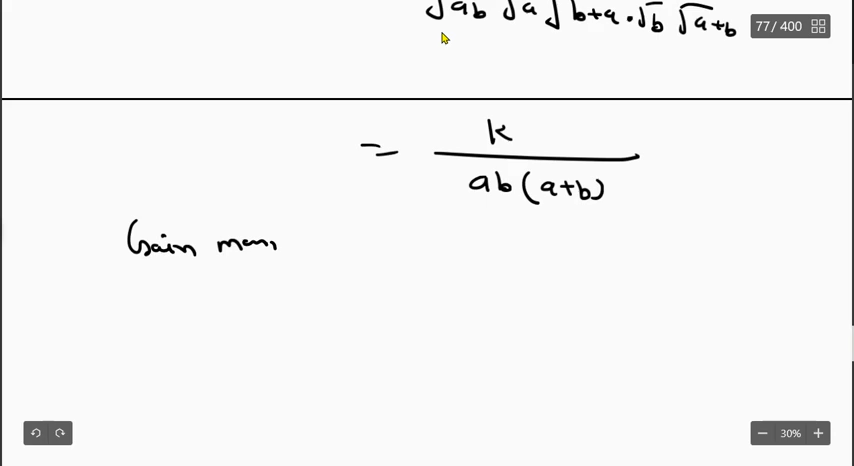 √ab √a √b+a · √b √a+b
77 / 400
= k / ab(a+b)
Gain
30%